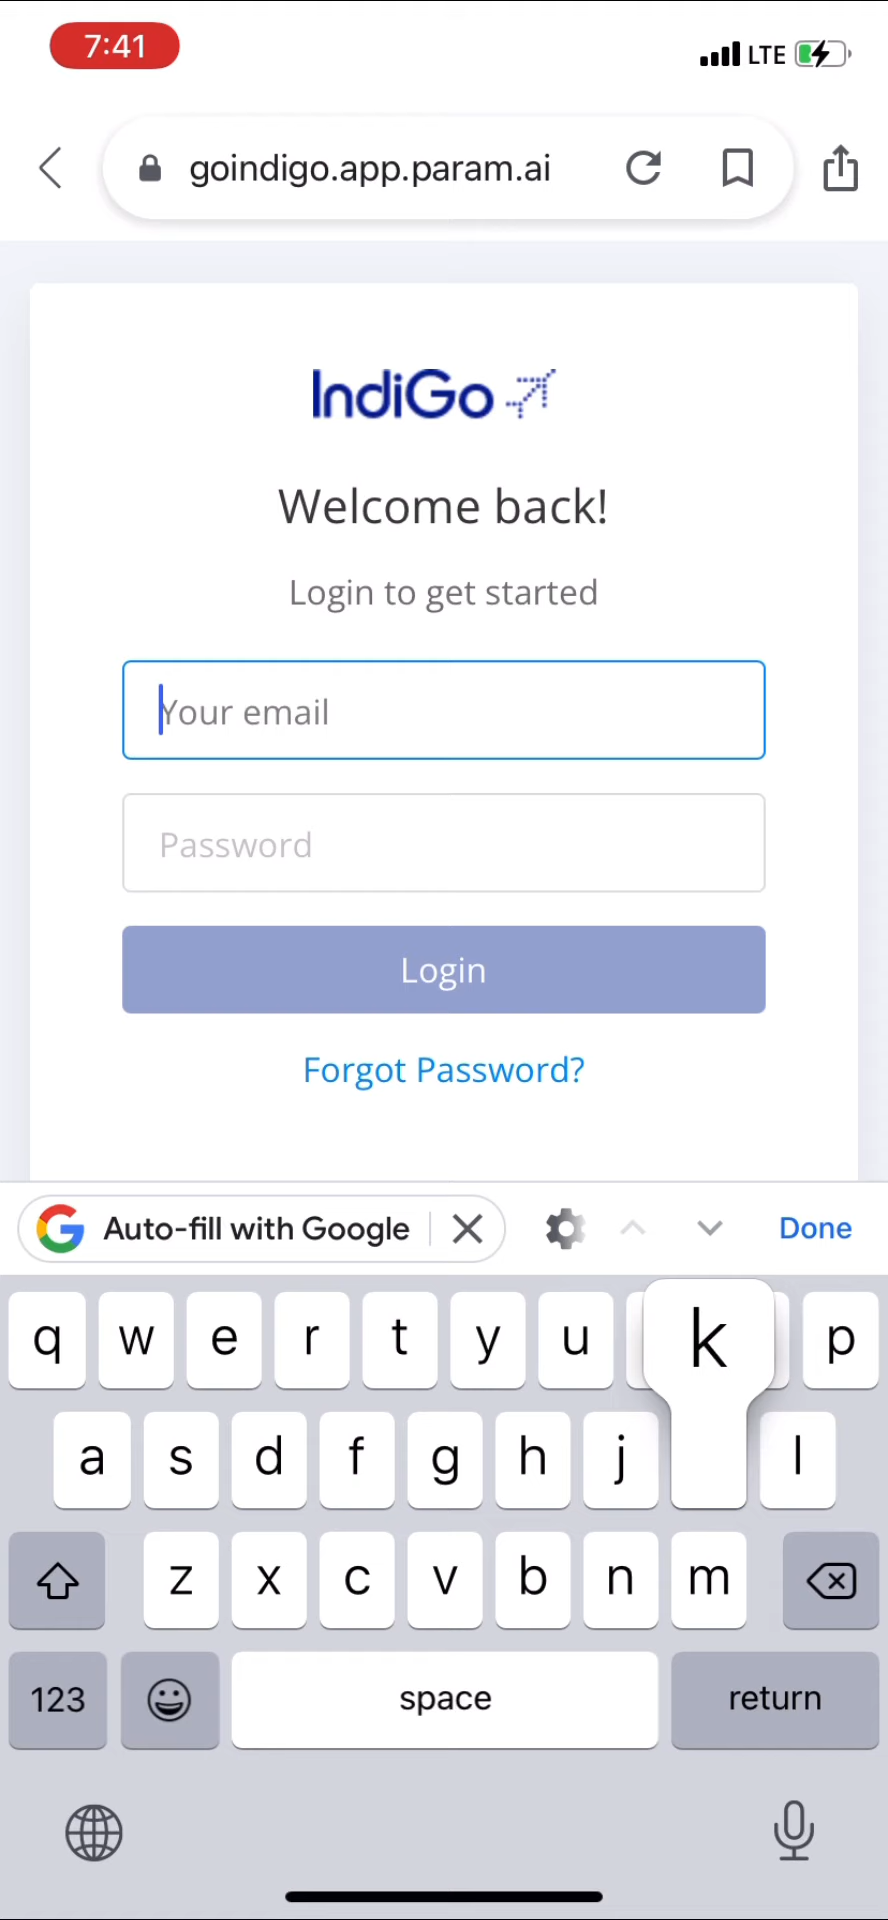 7:41 LTE
goindigo.app.param.ai
IndiGo
Welcome back!
Login to get started
Your email
Password
Login
Forgot Password?
G Auto-fill with Google Done
q w e r t y u k p
a s d f g h j l
z x c v b n m
123 space return